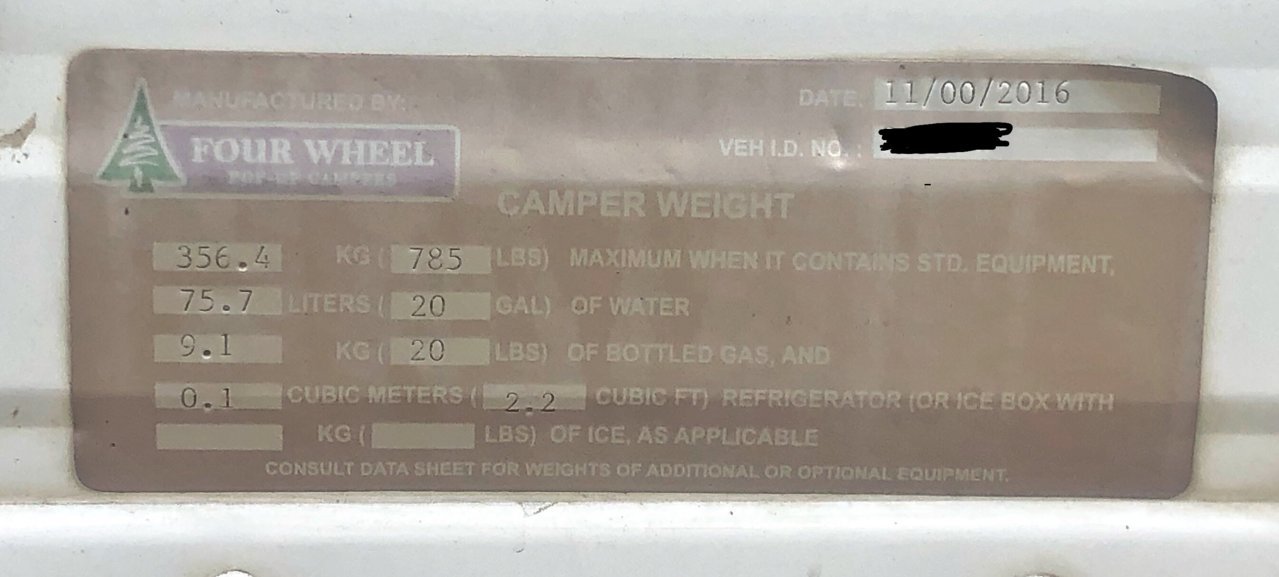 MANUFACTURED BY:
FOUR WHEEL
POP-UP CAMPERS
DATE: 11/00/2016
VEH I.D. NO. :
CAMPER WEIGHT
356.4 KG ( 785 LBS) MAXIMUM WHEN IT CONTAINS STD. EQUIPMENT,
75.7 LITERS ( 20 GAL) OF WATER
9.1 KG ( 20 LBS) OF BOTTLED GAS, AND
0.1 CUBIC METERS ( 2.2 CUBIC FT) REFRIGERATOR (OR ICE BOX WITH
KG ( LBS) OF ICE, AS APPLICABLE
CONSULT DATA SHEET FOR WEIGHTS OF ADDITIONAL OR OPTIONAL EQUIPMENT.